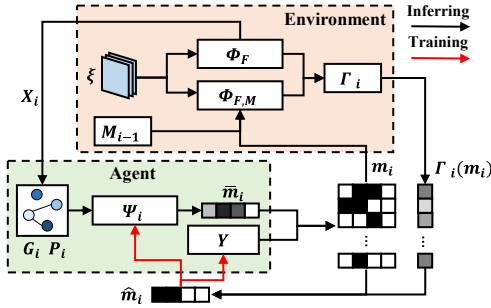 Environment
Inferring
Training
ξ
Φ_F
Φ_{F,M}
Γ_i
X_i
M_{i−1}
m_i
Γ_i(m_i)
Agent
Ψ_i
m̅_i
Y
G_i P_i
⋮
⋮
m̂_i